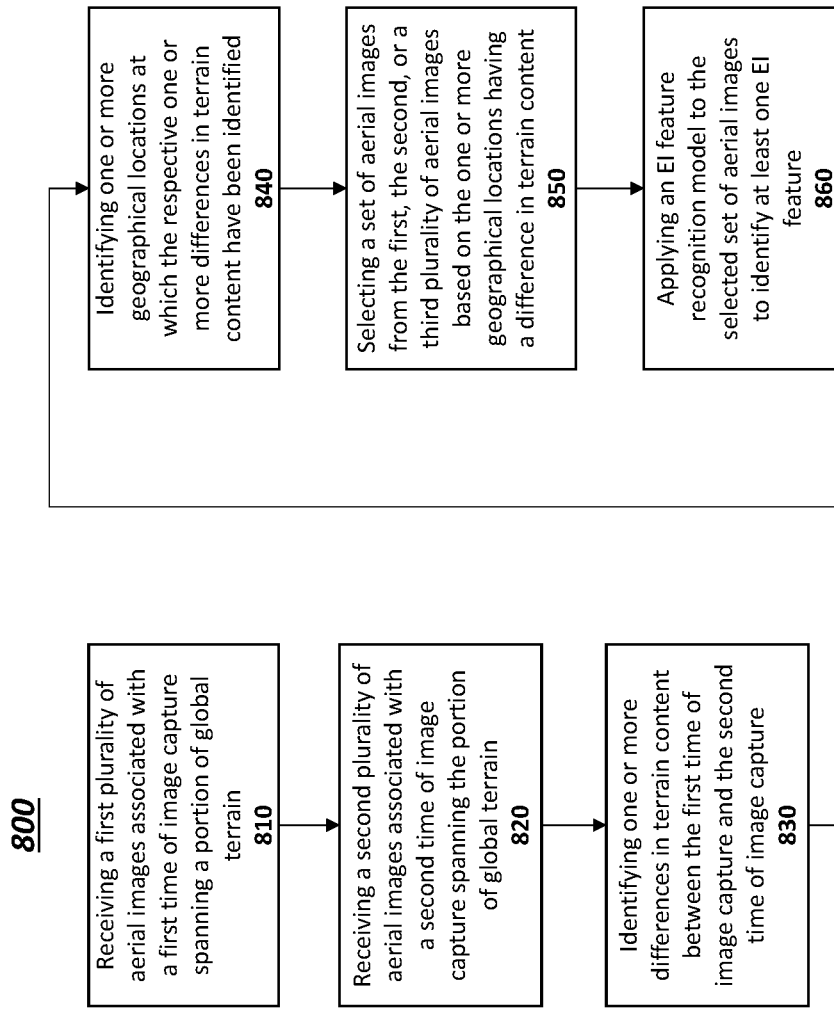 800
Receiving a first plurality of
aerial images associated with
a first time of image capture
spanning a portion of global
terrain
810
Receiving a second plurality of
aerial images associated with
a second time of image
capture spanning the portion
of global terrain
820
Identifying one or more
differences in terrain content
between the first time of
image capture and the second
time of image capture
830
Identifying one or more
geographical locations at
which the respective one or
more differences in terrain
content have been identified
840
Selecting a set of aerial images
from the first, the second, or a
third plurality of aerial images
based on the one or more
geographical locations having
a difference in terrain content
850
Applying an EI feature
recognition model to the
selected set of aerial images
to identify at least one EI
feature
860